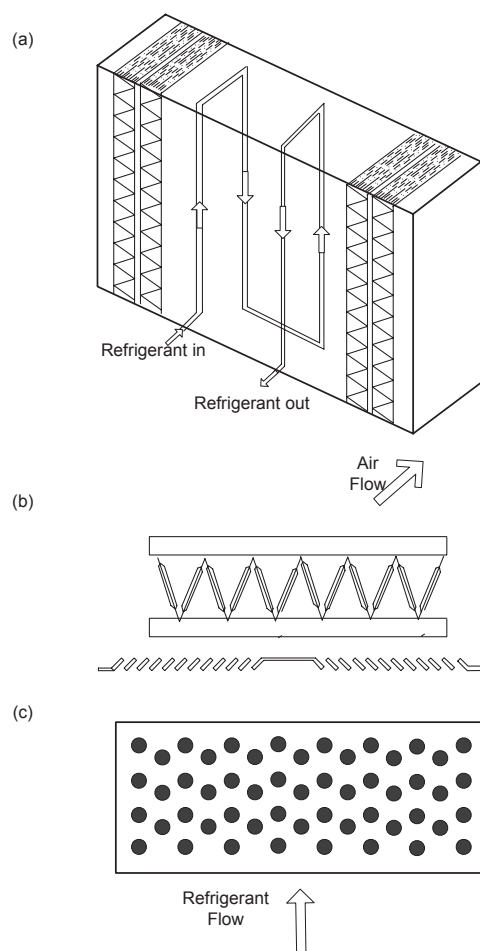 (a)
Refrigerant in
Refrigerant out
Air
Flow
(b)
(c)
Refrigerant
Flow